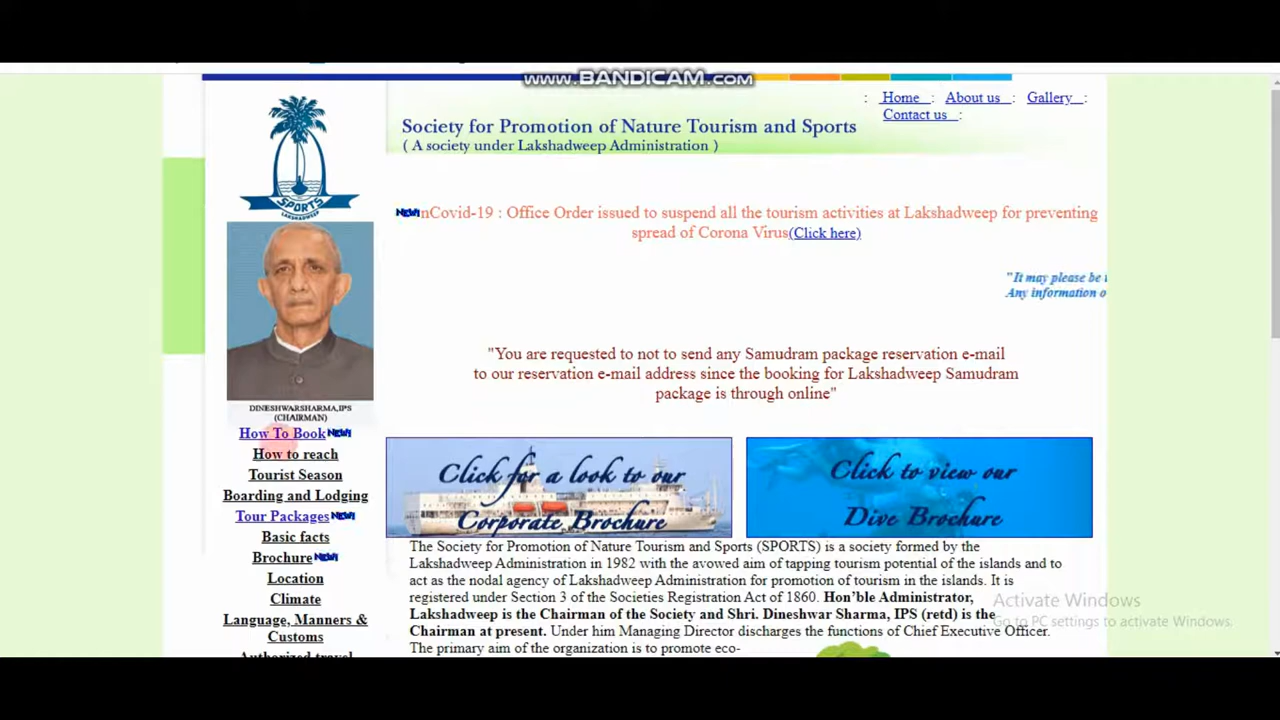 www.BANDICAM.com
: Home : About us : Gallery :
Contact us :
Society for Promotion of Nature Tourism and Sports
( A society under Lakshadweep Administration )
SPORTS
LAKSHADWEEP
NEW! nCovid-19 : Office Order issued to suspend all the tourism activities at Lakshadweep for preventing
spread of Corona Virus(Click here)
"It may please be
Any information o
"You are requested to not to send any Samudram package reservation e-mail
to our reservation e-mail address since the booking for Lakshadweep Samudram
package is through online"
DINESHWARSHARMA,IPS
(CHAIRMAN)
How To Book NEW!
How to reach
Tourist Season
Boarding and Lodging
Tour Packages NEW!
Basic facts
Brochure NEW!
Location
Climate
Language, Manners &
Customs
Authorized travel
Click for a look to our
Corporate Brochure
Click to view our
Dive Brochure
The Society for Promotion of Nature Tourism and Sports (SPORTS) is a society formed by the
Lakshadweep Administration in 1982 with the avowed aim of tapping tourism potential of the islands and to
act as the nodal agency of Lakshadweep Administration for promotion of tourism in the islands. It is
registered under Section 3 of the Societies Registration Act of 1860. Hon'ble Administrator,
Lakshadweep is the Chairman of the Society and Shri. Dineshwar Sharma, IPS (retd) is the
Chairman at present. Under him Managing Director discharges the functions of Chief Executive Officer.
The primary aim of the organization is to promote eco-
Activate Windows
Go to PC settings to activate Windows.